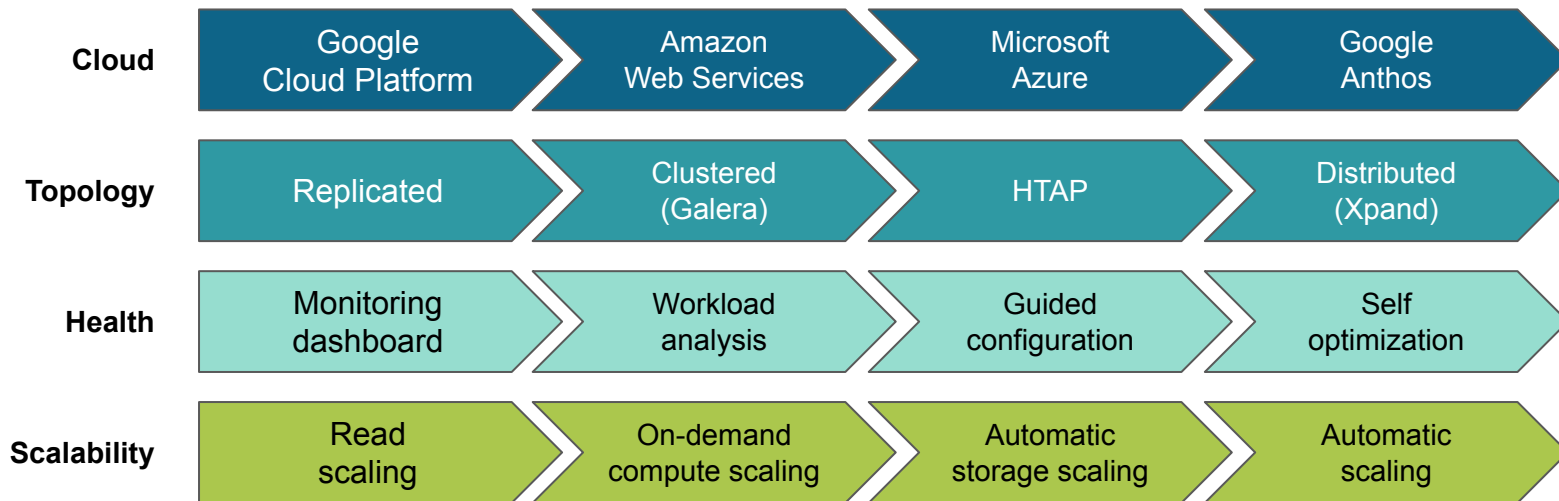 Cloud
Google
Cloud Platform
Amazon
Web Services
Microsoft
Azure
Google
Anthos
Topology
Replicated
Clustered
(Galera)
HTAP
Distributed
(Xpand)
Health
Monitoring
dashboard
Workload
analysis
Guided
configuration
Self
optimization
Scalability
Read
scaling
On-demand
compute scaling
Automatic
storage scaling
Automatic
scaling